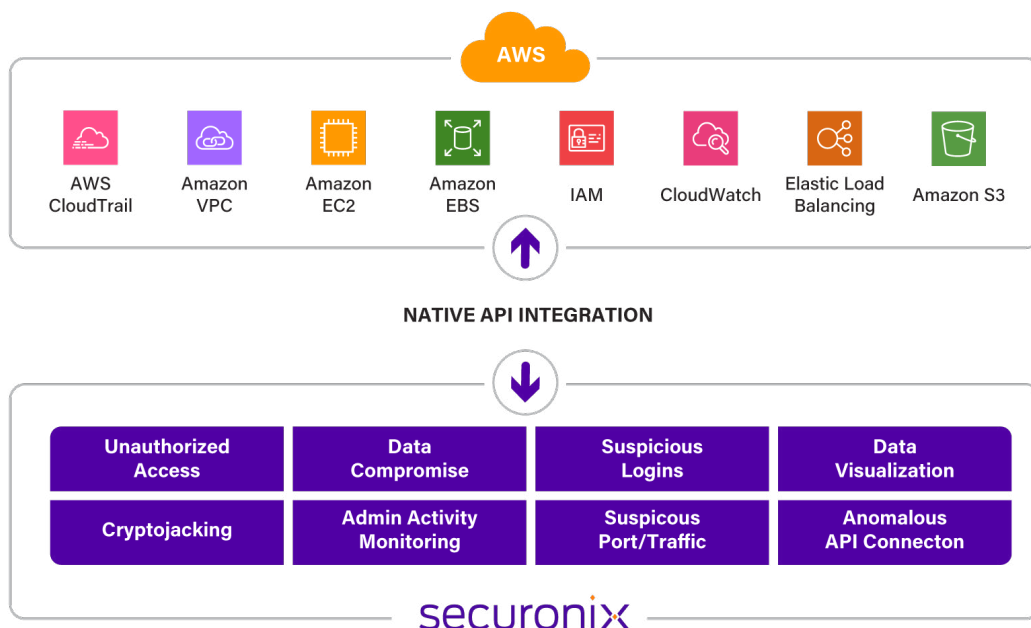 AWS
AWS
CloudTrail
Amazon
VPC
Amazon
EC2
Amazon
EBS
IAM
CloudWatch
Elastic Load
Balancing
Amazon S3
NATIVE API INTEGRATION
Unauthorized
Access
Data
Compromise
Suspicious
Logins
Data
Visualization
Cryptojacking
Admin Activity
Monitoring
Suspicous
Port/Traffic
Anomalous
API Connecton
securonix